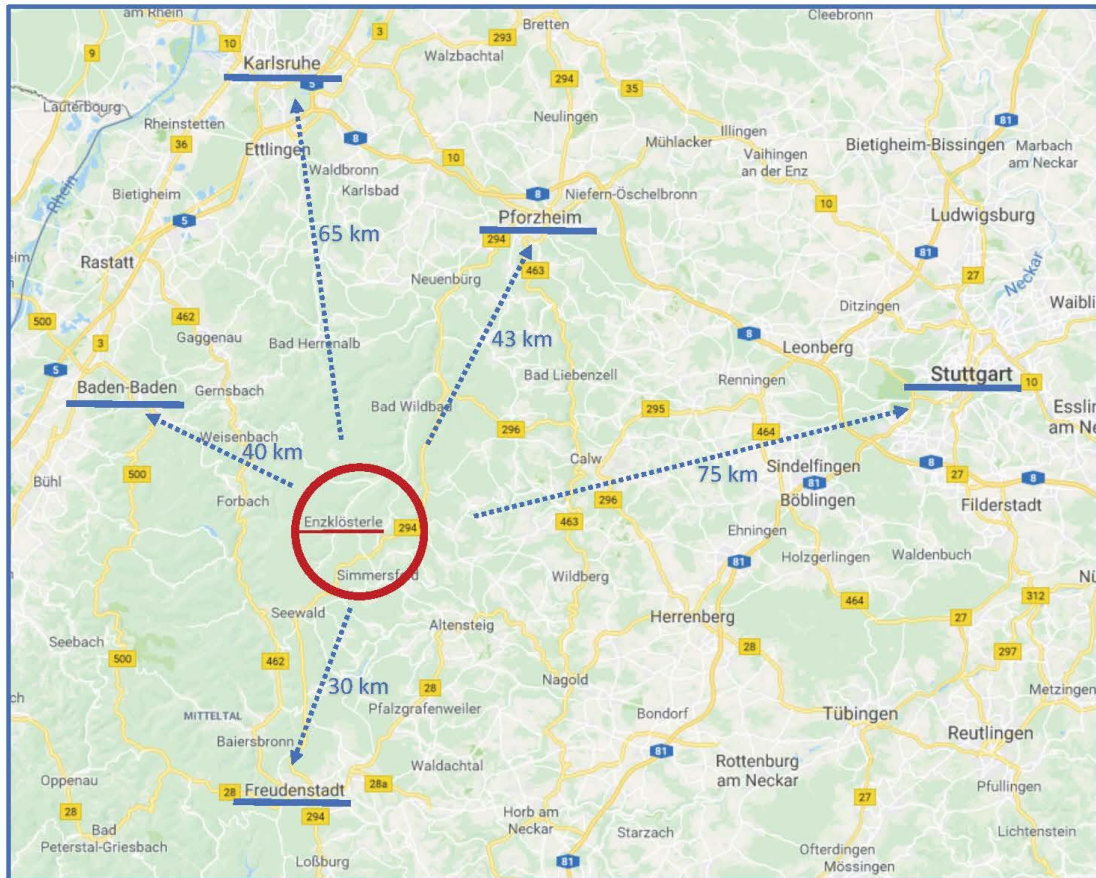 am Rhein
Bretten
Cleebronn
3
293
Walzbachtal
10
9
Karlsruhe
5
294
35
Lauterbourg
Neulingen
81
Rheinstetten
Illingen
8
Mühlacker
Bietigheim-Bissingen
Marbach
am Neckar
36
Ettlingen
10
Vaihingen
an der Enz
Waldbronn
Karlsbad
Bietigheim
Rhein
8
Niefern-Öschelbronn
10
5
Pforzheim
Ludwigsburg
65 km
294
81
heim
Rastatt
463
27
Neckar
Neuenbürg
Waiblin
500
462
Ditzingen
Gaggenau
43 km
8
3
Bad Herrenalb
Leonberg
5
Baden-Baden
Gernsbach
Bad Liebenzell
Renningen
Stuttgart
10
Bad Wildbad
295
Essling
am Ne
Weisenbach
296
464
40 km
Calw
Sindelfingen
8
500
75 km
27
Bühl
81
8
Forbach
296
Böblingen
Filderstadt
Enzklösterle
294
463
Ehningen
Holzgerlingen
Waldenbuch
81
Simmersfeld
Wildberg
Nü
464
312
Seewald
Herrenberg
27
Altensteig
Seebach
28
297
500
462
Nagold
30 km
28
Metzingen
Pfalzgrafenweiler
MITTELTAL
Bondorf
Tübingen
Baiersbronn
Reutlingen
81
Rottenburg
am Neckar
Waldachtal
Oppenau
28
Freudenstadt
28a
Pfullingen
27
28
294
Horb am
Neckar
Bad
Peterstal-Griesbach
Starzach
Lichtenstein
Ofterdingen
Loßburg
81
Mössingen